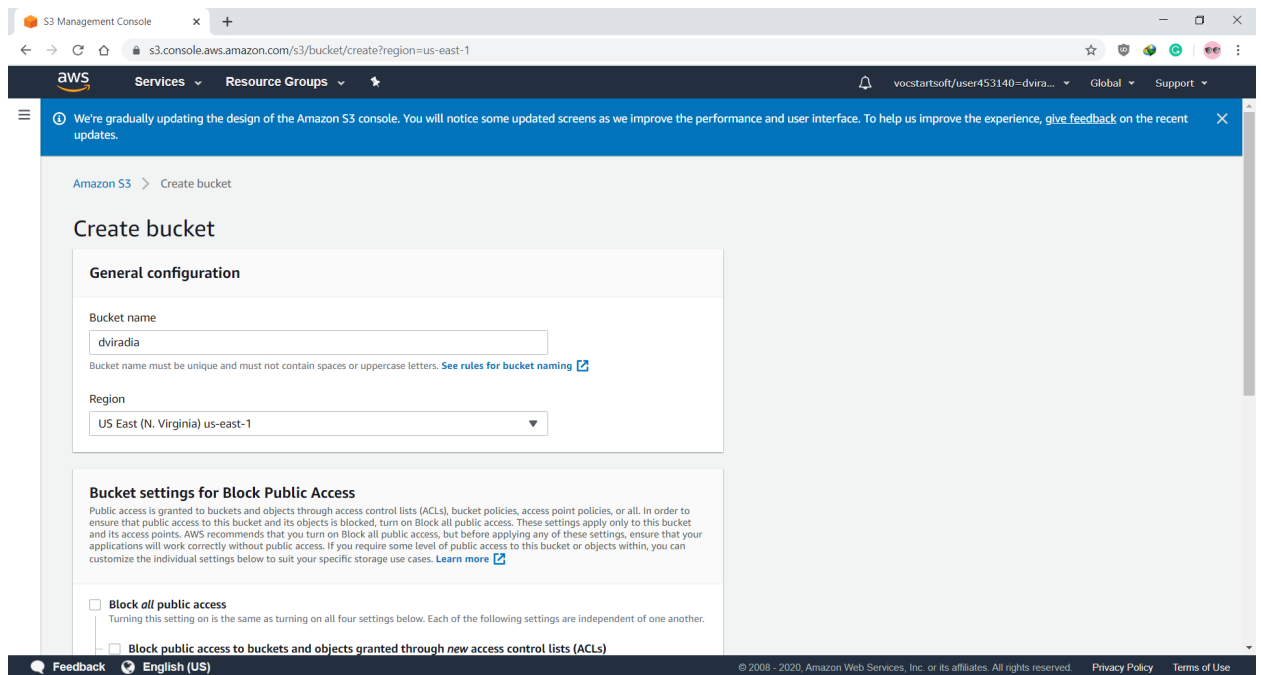 S3 Management Console
s3.console.aws.amazon.com/s3/bucket/create?region=us-east-1
aws Services Resource Groups vocstartsoft/user453140=dvira... Global Support
We're gradually updating the design of the Amazon S3 console. You will notice some updated screens as we improve the performance and user interface. To help us improve the experience, give feedback on the recent
updates.
Amazon S3 > Create bucket
Create bucket
General configuration
Bucket name
dviradia
Bucket name must be unique and must not contain spaces or uppercase letters. See rules for bucket naming
Region
US East (N. Virginia) us-east-1
Bucket settings for Block Public Access
Public access is granted to buckets and objects through access control lists (ACLs), bucket policies, access point policies, or all. In order to
ensure that public access to this bucket and its objects is blocked, turn on Block all public access. These settings apply only to this bucket
and its access points. AWS recommends that you turn on Block all public access, but before applying any of these settings, ensure that your
applications will work correctly without public access. If you require some level of public access to this bucket or objects within, you can
customize the individual settings below to suit your specific storage use cases. Learn more
Block all public access
Turning this setting on is the same as turning on all four settings below. Each of the following settings are independent of one another.
Block public access to buckets and objects granted through new access control lists (ACLs)
Feedback English (US) © 2008 - 2020, Amazon Web Services, Inc. or its affiliates. All rights reserved. Privacy Policy Terms of Use